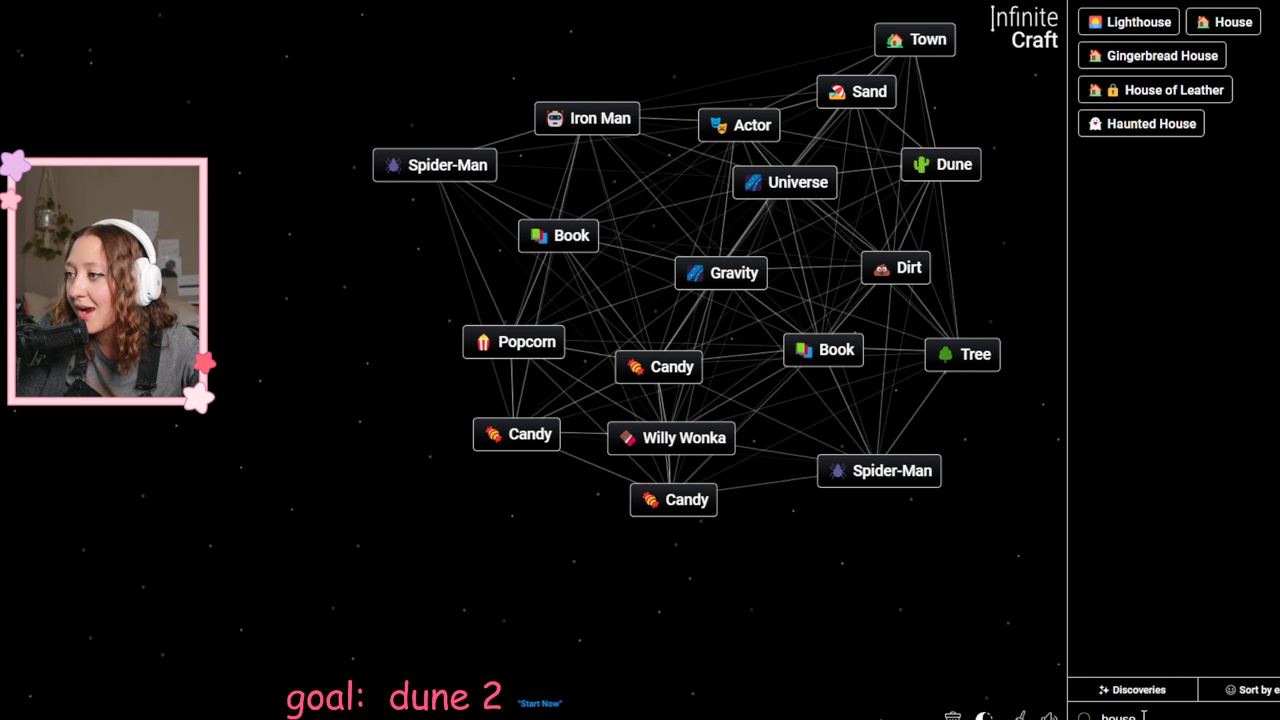 Infinite
Craft
Town
Sand
Iron Man
Actor
Spider-Man
Dune
Universe
Book
Dirt
Gravity
Popcorn
Candy
Book
Tree
Candy
Willy Wonka
Spider-Man
Candy
goal: dune 2
"Start Now"
Lighthouse
House
Gingerbread House
House of Leather
Haunted House
Discoveries
Sort by e
house